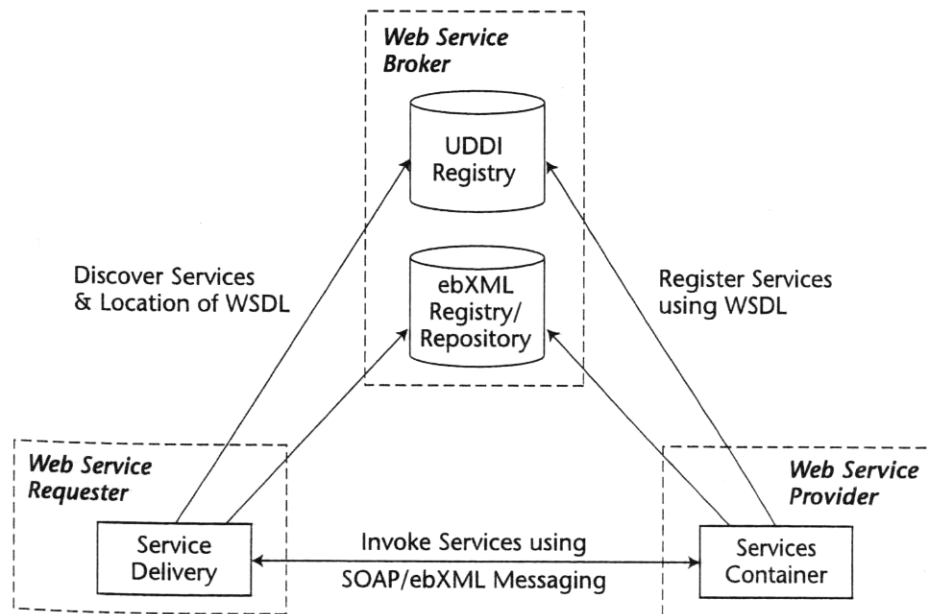 Web Service
Broker
UDDI
Registry
ebXML
Registry/
Repository
Discover Services
& Location of WSDL
Register Services
using WSDL
Web Service
Requester
Service
Delivery
Invoke Services using
SOAP/ebXML Messaging
Web Service
Provider
Services
Container